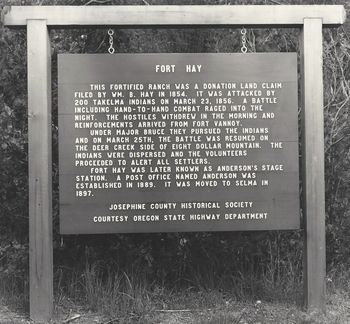 FORT HAY
THIS FORTIFIED RANCH WAS A DONATION LAND CLAIM
FILED BY WM. B. HAY IN 1854. IT WAS ATTACKED BY
200 TAKELMA INDIANS ON MARCH 23, 1856. A BATTLE
INCLUDING HAND-TO-HAND COMBAT RAGED INTO THE
NIGHT. THE HOSTILES WITHDREW IN THE MORNING AND
REINFORCEMENTS ARRIVED FROM FORT VANNOY.
UNDER MAJOR BRUCE THEY PURSUED THE INDIANS
AND ON MARCH 25TH, THE BATTLE WAS RESUMED ON
THE DEER CREEK SIDE OF EIGHT DOLLAR MOUNTAIN. THE
INDIANS WERE DISPERSED AND THE VOLUNTEERS
PROCEEDED TO ALERT ALL SETTLERS.
FORT HAY WAS LATER KNOWN AS ANDERSON'S STAGE
STATION. A POST OFFICE NAMED ANDERSON WAS
ESTABLISHED IN 1889. IT WAS MOVED TO SELMA IN
1897.
JOSEPHINE COUNTY HISTORICAL SOCIETY
COURTESY OREGON STATE HIGHWAY DEPARTMENT